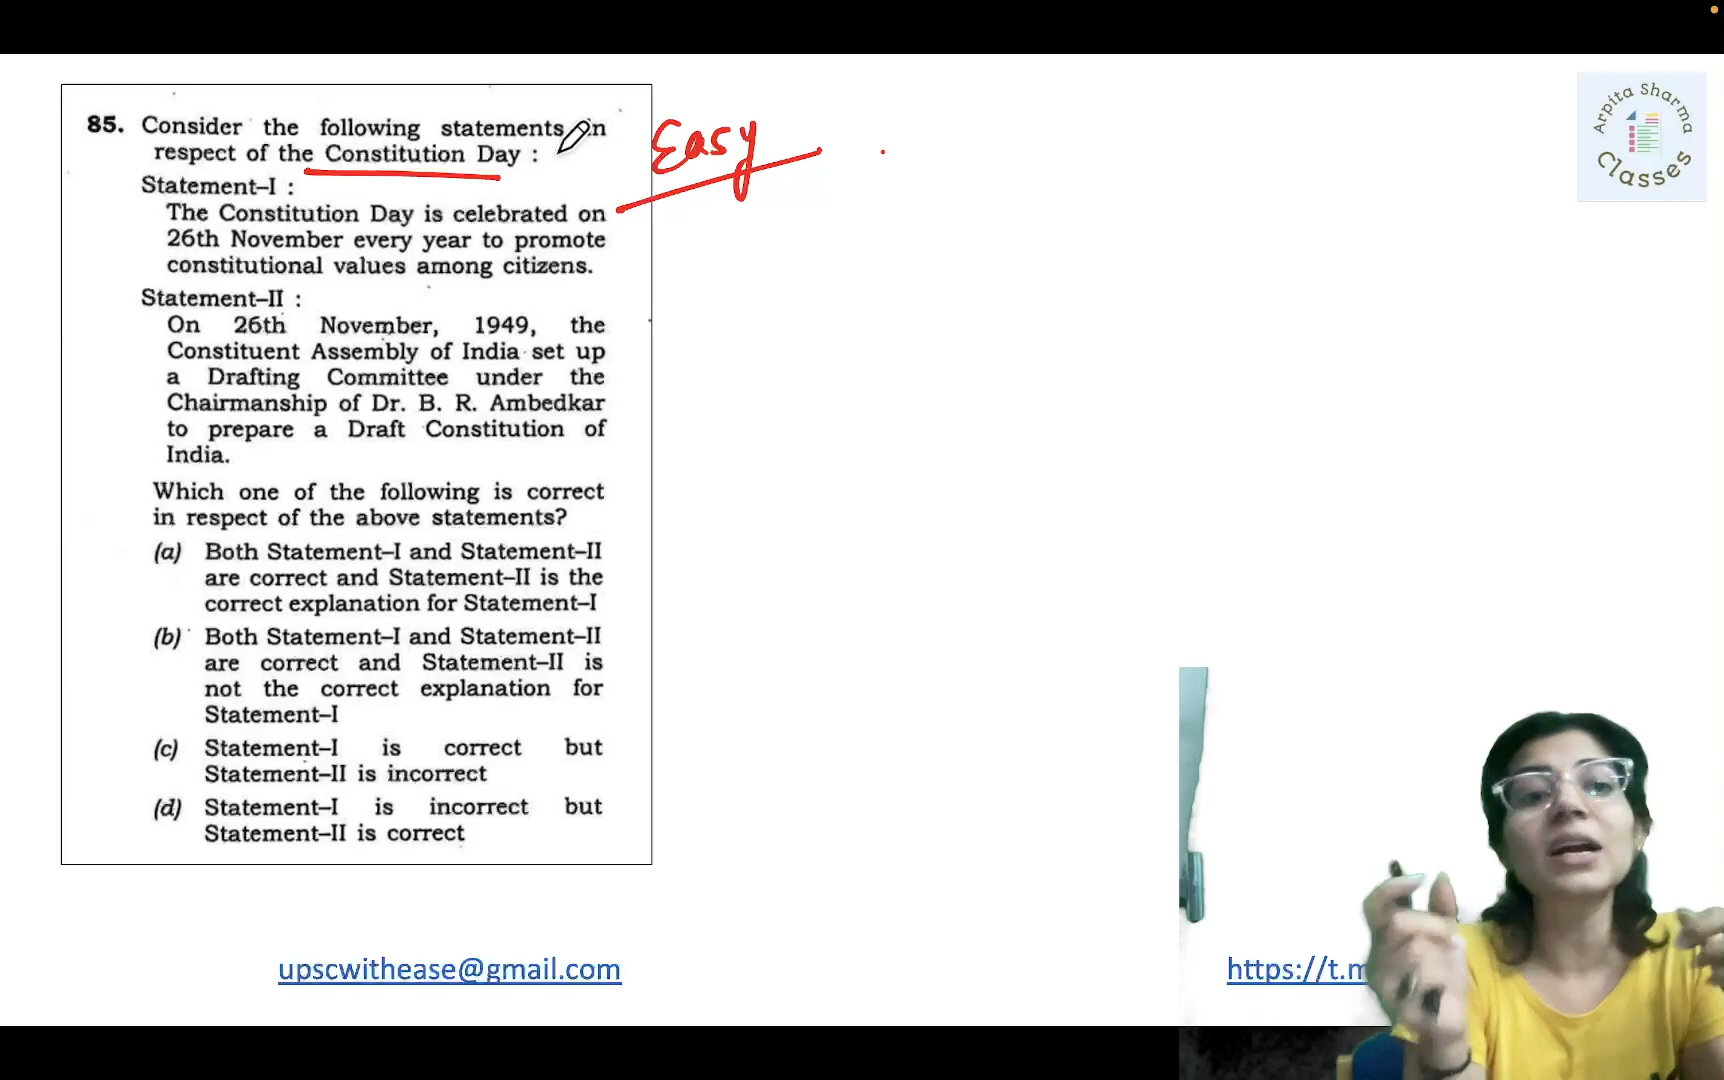 85. Consider the following statements in
respect of the Constitution Day :
Easy
Statement–I :
The Constitution Day is celebrated on
26th November every year to promote
constitutional values among citizens.
Statement–II :
On 26th November, 1949, the
Constituent Assembly of India set up
a Drafting Committee under the
Chairmanship of Dr. B. R. Ambedkar
to prepare a Draft Constitution of
India.
Which one of the following is correct
in respect of the above statements?
(a) Both Statement–I and Statement–II
are correct and Statement–II is the
correct explanation for Statement–I
(b) Both Statement–I and Statement–II
are correct and Statement–II is
not the correct explanation for
Statement–I
(c) Statement–I is correct but
Statement–II is incorrect
(d) Statement–I is incorrect but
Statement–II is correct
Arpita Sharma
Classes
upscwithease@gmail.com
https://t.m